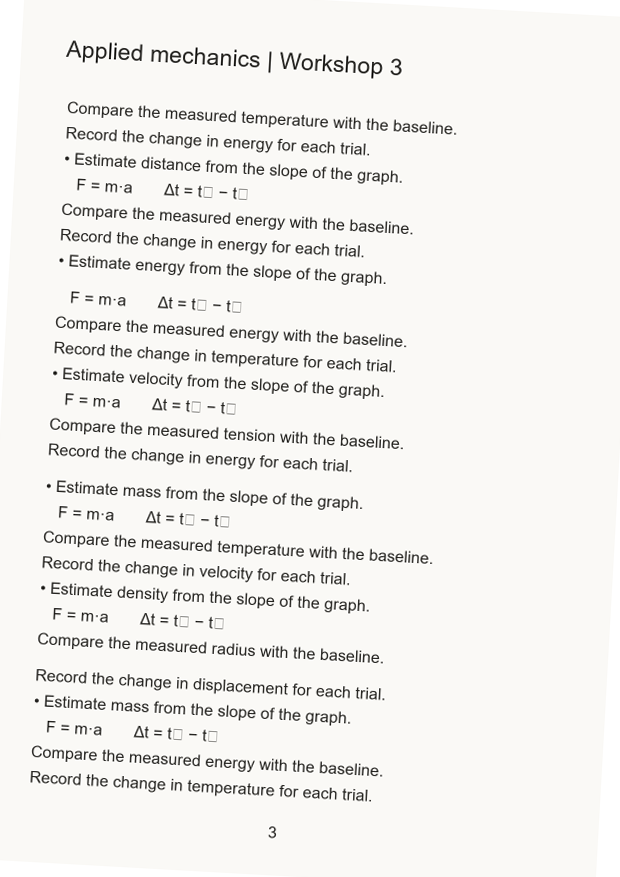 Applied mechanics | Workshop 3
Compare the measured temperature with the baseline.
Record the change in energy for each trial.
• Estimate distance from the slope of the graph.
F = m·a Δt = t□ − t□
Compare the measured energy with the baseline.
Record the change in energy for each trial.
• Estimate energy from the slope of the graph.
F = m·a Δt = t□ − t□
Compare the measured energy with the baseline.
Record the change in temperature for each trial.
• Estimate velocity from the slope of the graph.
F = m·a Δt = t□ − t□
Compare the measured tension with the baseline.
Record the change in energy for each trial.
• Estimate mass from the slope of the graph.
F = m·a Δt = t□ − t□
Compare the measured temperature with the baseline.
Record the change in velocity for each trial.
• Estimate density from the slope of the graph.
F = m·a Δt = t□ − t□
Compare the measured radius with the baseline.
Record the change in displacement for each trial.
• Estimate mass from the slope of the graph.
F = m·a Δt = t□ − t□
Compare the measured energy with the baseline.
Record the change in temperature for each trial.
3